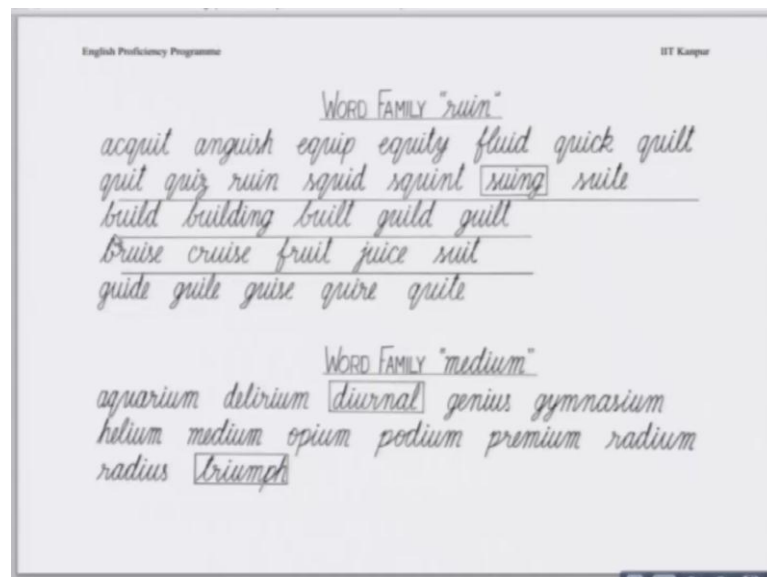 English Proficiency Programme IIT Kanpur
WORD FAMILY "ruin"
acquit anguish equip equity fluid quick quilt
quit quiz ruin squid squint suing suite
build building built guild guilt
bruise cruise fruit juice suit
guide guile guise quire quite
WORD FAMILY "medium"
aquarium delirium diurnal genius gymnasium
helium medium opium podium premium radium
radius triumph